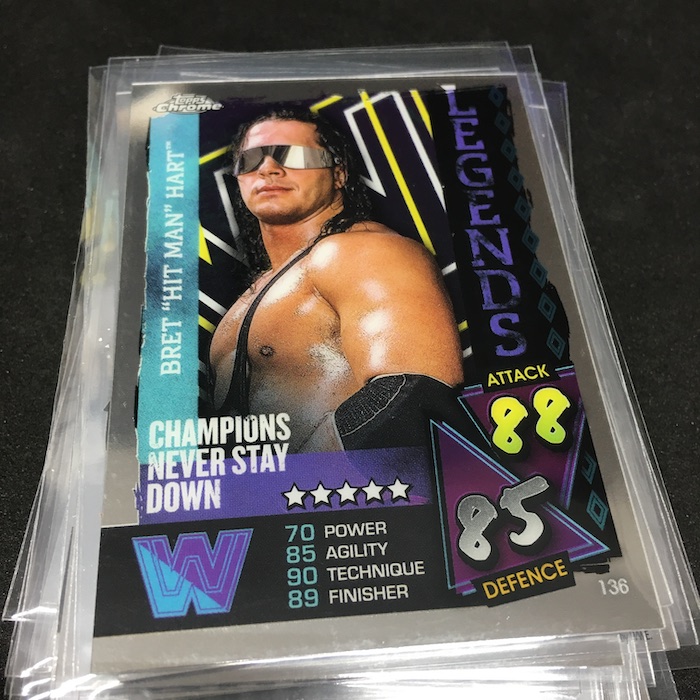 Topps
Chrome
LEGENDS
BRET "HIT MAN" HART™
CHAMPIONS
NEVER STAY
DOWN
ATTACK
88
85
DEFENCE
W
70 POWER
85 AGILITY
90 TECHNIQUE
89 FINISHER
136